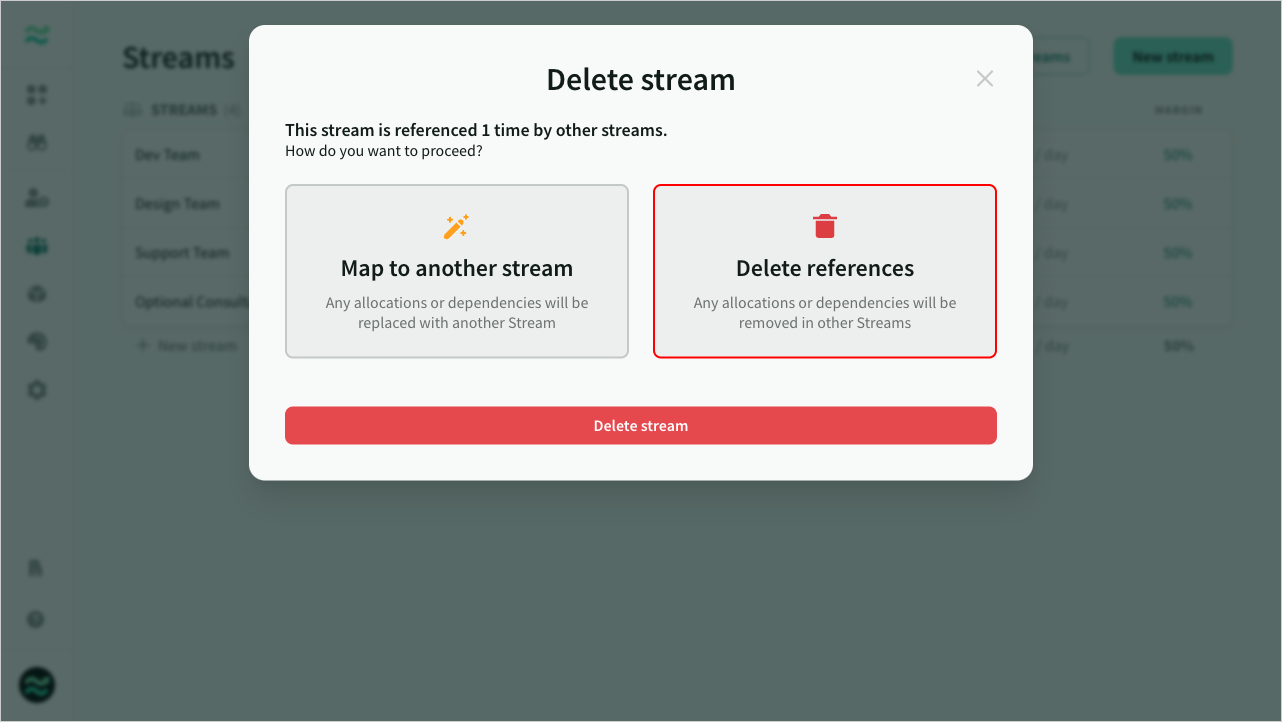 Streams
Delete stream
eams
New stream
STREAMS (4)
MARGIN
This stream is referenced 1 time by other streams.
How do you want to proceed?
Dev Team
/ day
50%
Design Team
/ day
50%
Support Team
/ day
50%
Optional Consult
/ day
50%
+ New stream
/ day
50%
Map to another stream
Any allocations or dependencies will be
replaced with another Stream
Delete references
Any allocations or dependencies will be
removed in other Streams
Delete stream